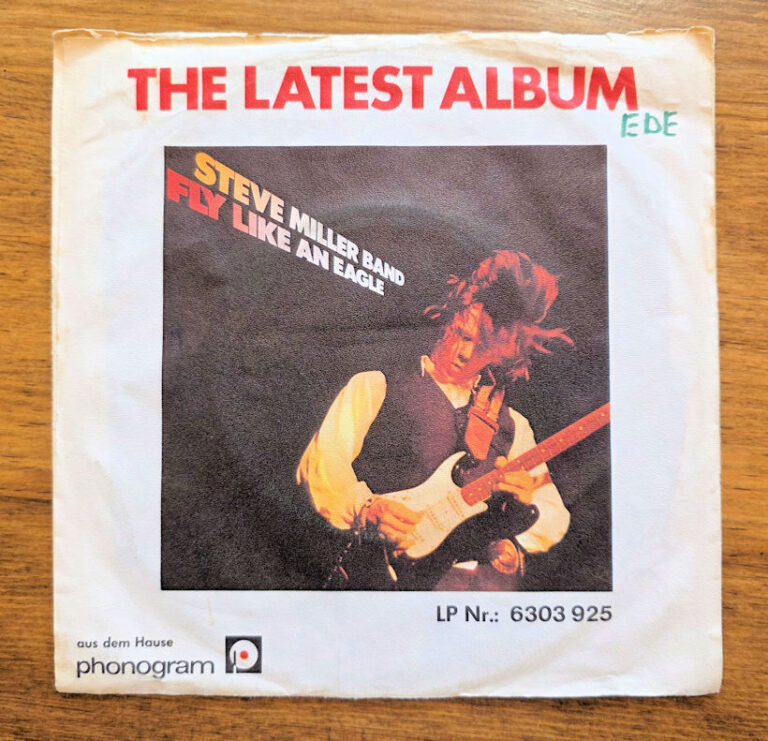 THE LATEST ALBUM
EDE
STEVE MILLER BAND
FLY LIKE AN EAGLE
LP Nr.: 6303 925
aus dem Hause
phonogram